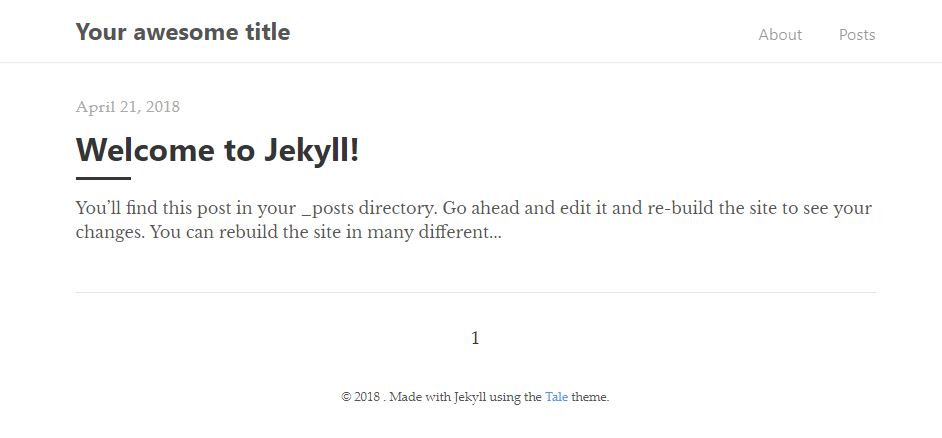 Your awesome title
About Posts
April 21, 2018
Welcome to Jekyll!
You’ll find this post in your _posts directory. Go ahead and edit it and re-build the site to see your
changes. You can rebuild the site in many different...
1
© 2018 . Made with Jekyll using the Tale theme.